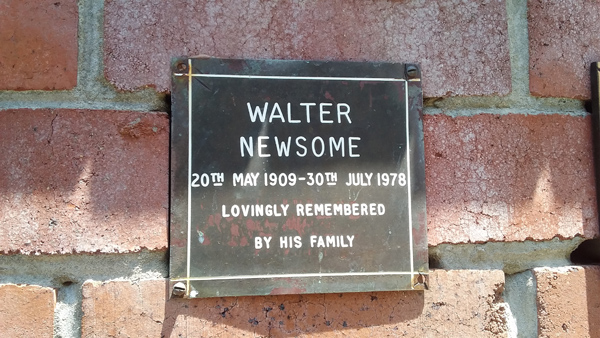 WALTER
NEWSOME
20TH MAY 1909-30TH JULY 1978
LOVINGLY REMEMBERED
BY HIS FAMILY